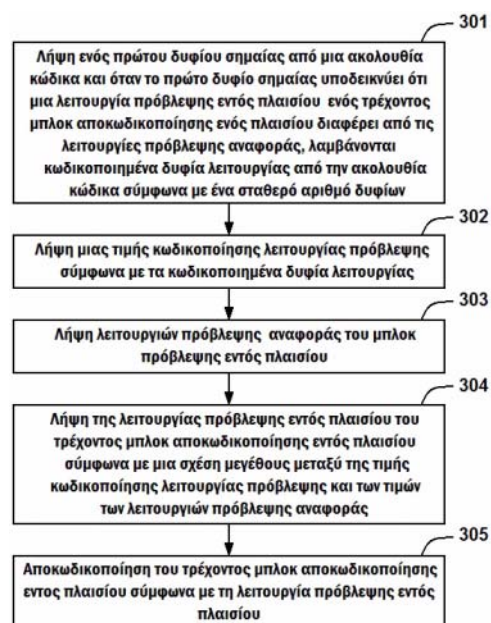 301
Λήψη ενός πρώτου δυφίου σημαίας από μια ακολουθία
κώδικα και όταν το πρώτο δυφίο σημαίας υποδεικνύει ότι
μια λειτουργία πρόβλεψης εντός πλαισίου ενός τρέχοντος
μπλοκ αποκωδικοποίησης ενός πλαισίου διαφέρει από τις
λειτουργίες πρόβλεψης αναφοράς, λαμβάνονται
κωδικοποιημένα δυφία λειτουργίας από την ακολουθία
κώδικα σύμφωνα με ένα σταθερό αριθμό δυφίων
302
Λήψη μιας τιμής κωδικοποίησης λειτουργίας πρόβλεψης
σύμφωνα με τα κωδικοποιημένα δυφία λειτουργίας
303
Λήψη λειτουργιών πρόβλεψης αναφοράς του μπλοκ
πρόβλεψης εντός πλαισίου
304
Λήψη της λειτουργίας πρόβλεψης εντός πλαισίου του
τρέχοντος μπλοκ αποκωδικοποίησης εντός πλαισίου
σύμφωνα με μια σχέση μεγέθους μεταξύ της τιμής
κωδικοποίησης λειτουργίας πρόβλεψης και των τιμών
των λειτουργιών πρόβλεψης αναφοράς
305
Αποκωδικοποίηση του τρέχοντος μπλοκ αποκωδικοποίησης
εντος πλαισίου σύμφωνα με τη λειτουργία πρόβλεψης εντός
πλαισίου